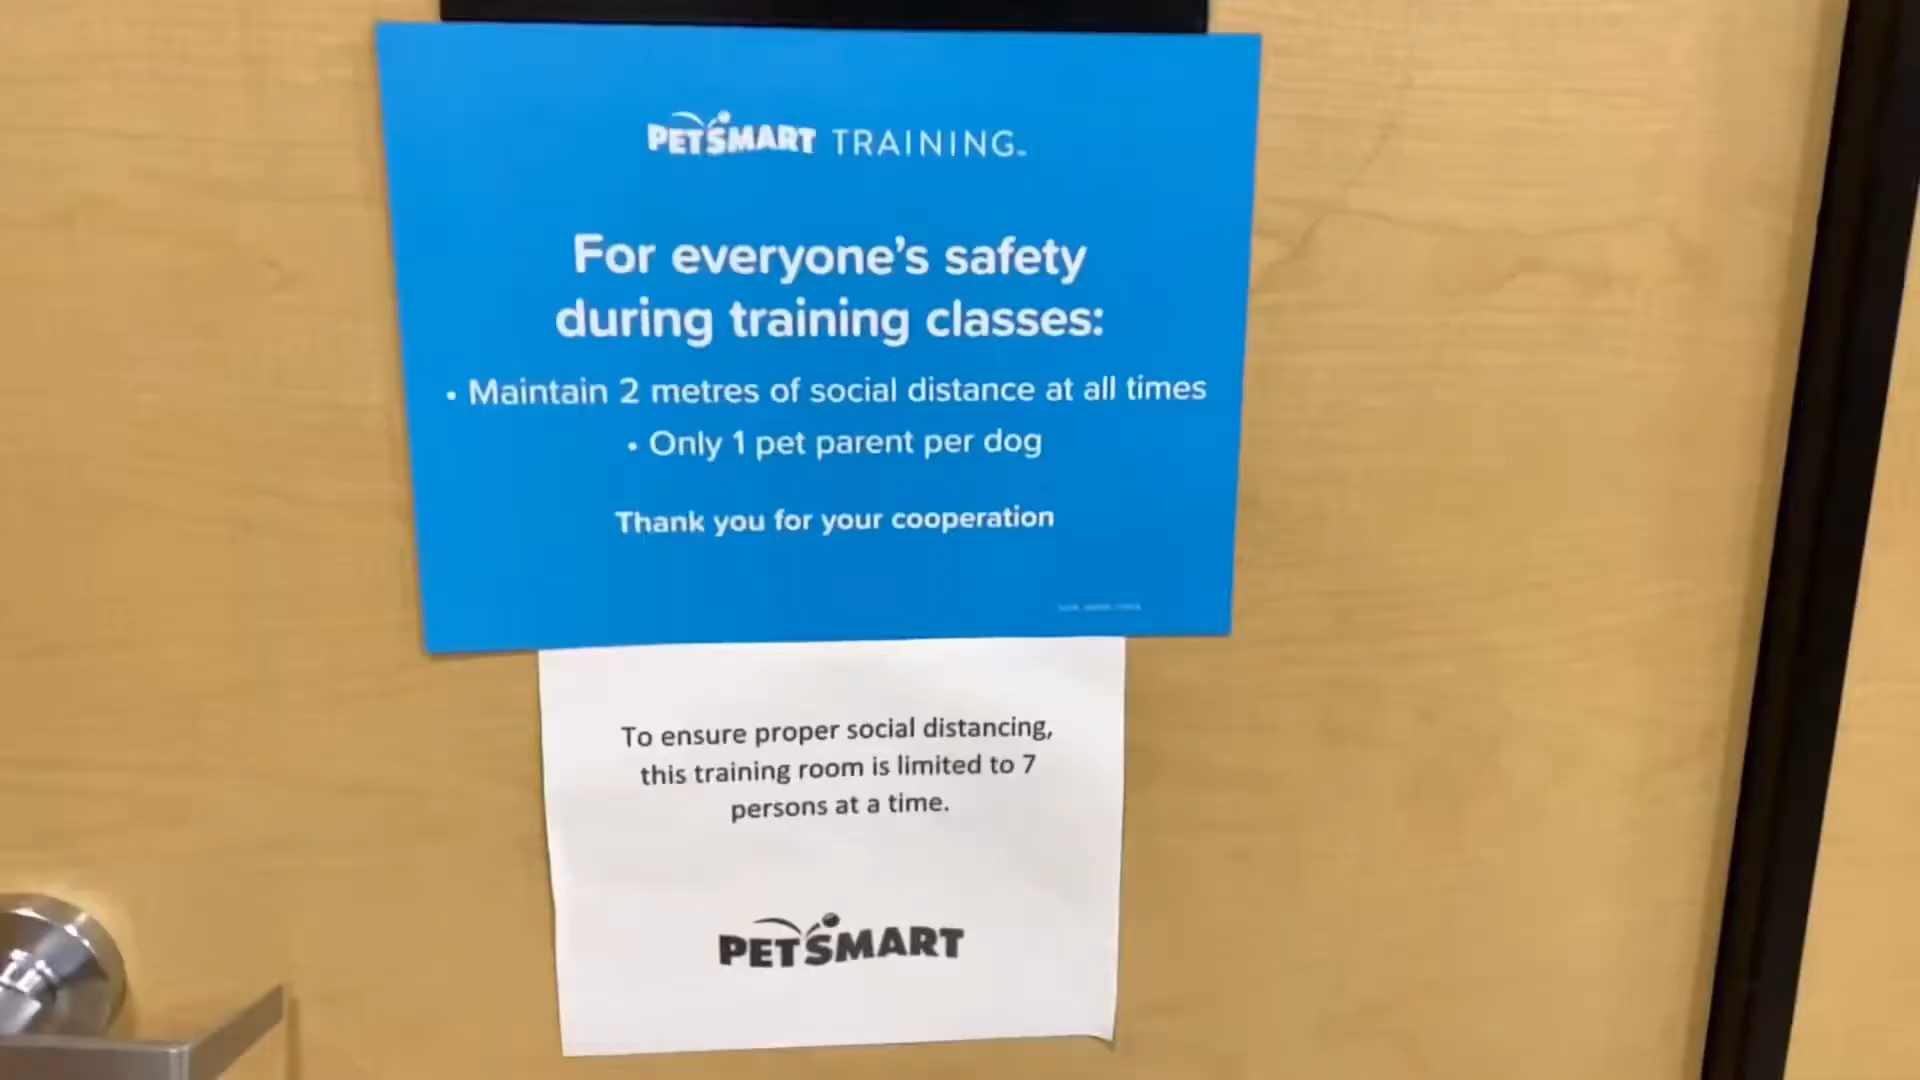 PETSMART TRAINING™
For everyone's safety
during training classes:
• Maintain 2 metres of social distance at all times
• Only 1 pet parent per dog
Thank you for your cooperation
To ensure proper social distancing,
this training room is limited to 7
persons at a time.
PETSMART